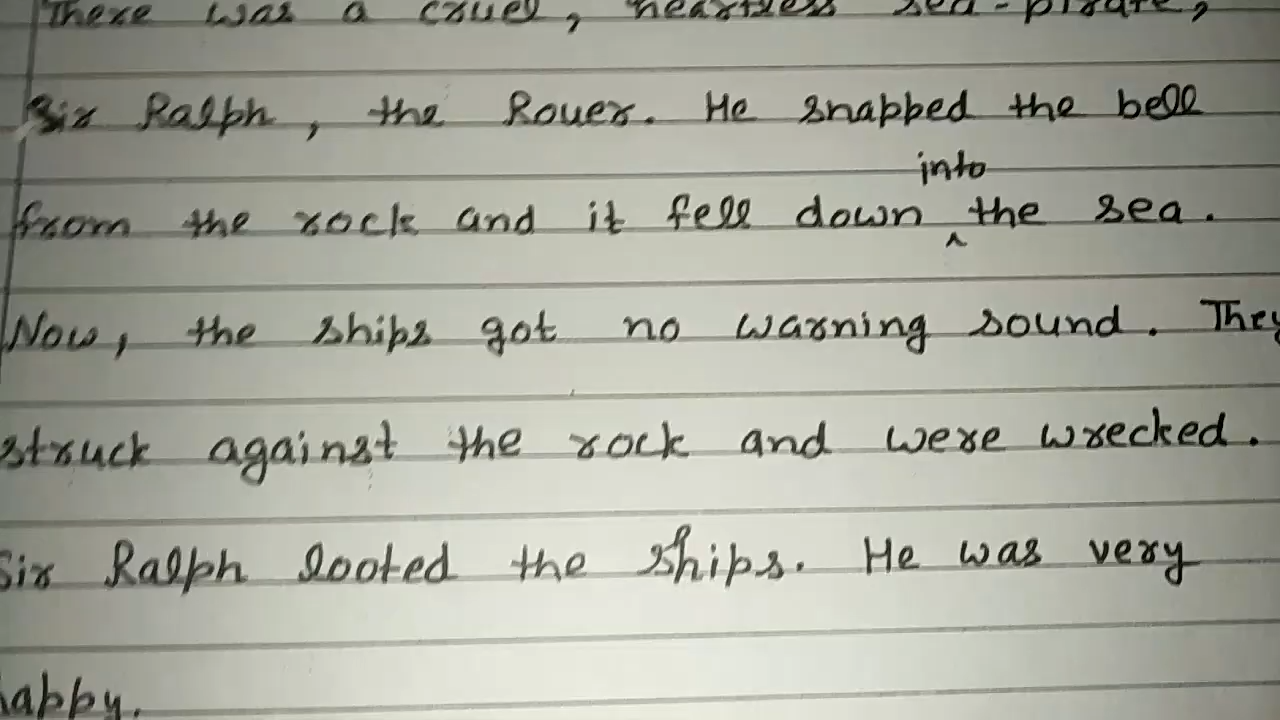 There was a cruel, heartless sea-pirate,
Sir Ralph, the Rover. He snapped the bell
into
from the rock and it fell down ^ the sea.
Now, the ships got no warning sound. They
struck against the rock and were wrecked.
Sir Ralph looted the ships. He was very
happy.